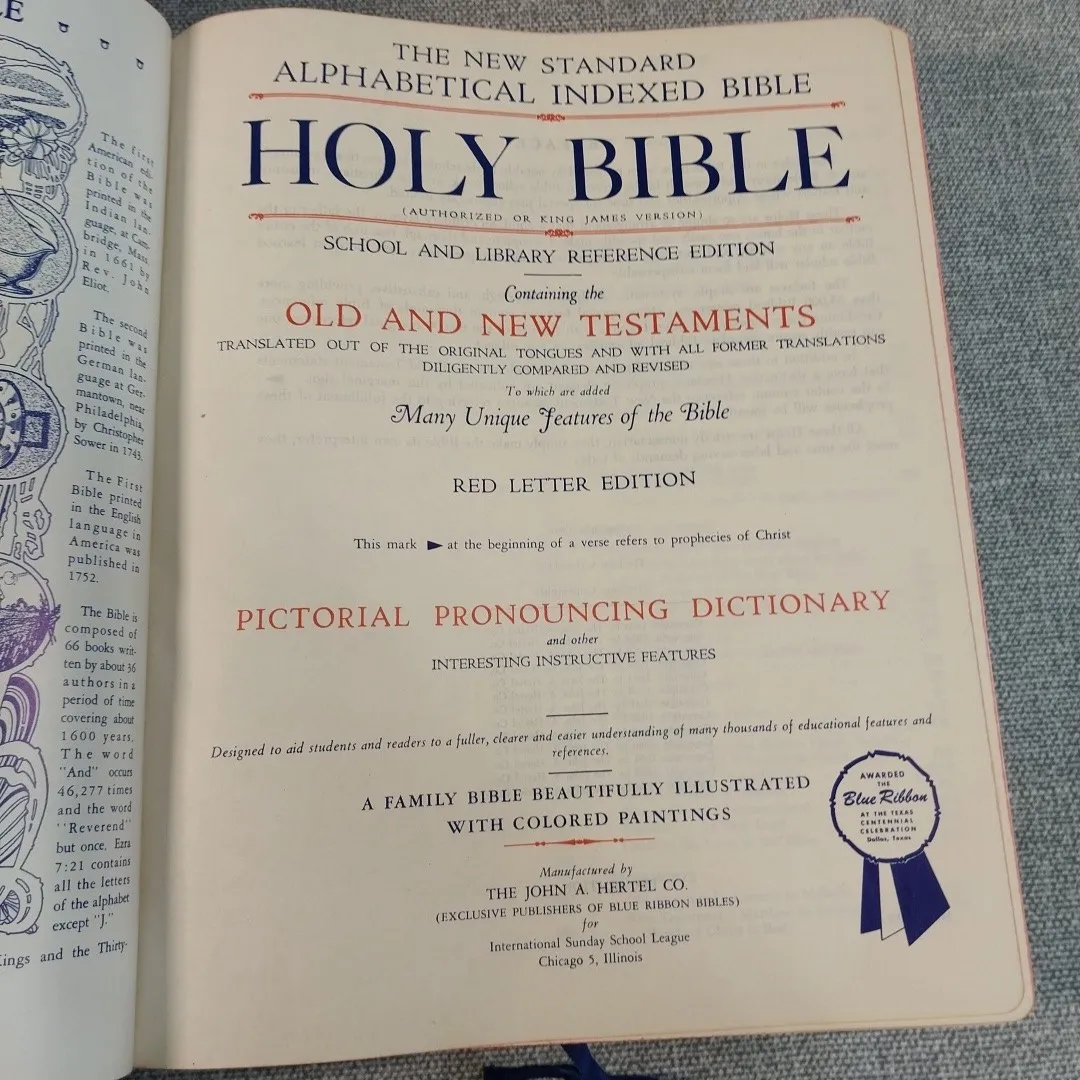 LE
The first
American edi-
tion of the
Bible was
printed in the
Indian lan-
guage, at Cam-
bridge, Mass.
in 1661 by
Rev. John
Eliot.
The second
Bible was
printed in the
German lan-
guage at Ger-
mantown, near
Philadelphia,
by Christopher
Sower in 1743.
The First
Bible printed
in the English
language in
America was
published in
1752.
The Bible is
composed of
66 books writ-
ten by about 36
authors in a
period of time
covering about
1600 years.
The word
"And" occurs
46,277 times
and the word
"Reverend"
but once. Ezra
7:21 contains
all the letters
of the alphabet
except "J."
ings and the Thirty-
THE NEW STANDARD
ALPHABETICAL INDEXED BIBLE
HOLY BIBLE
(AUTHORIZED OR KING JAMES VERSION)
SCHOOL AND LIBRARY REFERENCE EDITION
Containing the
OLD AND NEW TESTAMENTS
TRANSLATED OUT OF THE ORIGINAL TONGUES AND WITH ALL FORMER TRANSLATIONS
DILIGENTLY COMPARED AND REVISED
To which are added
Many Unique Features of the Bible
RED LETTER EDITION
This mark ► at the beginning of a verse refers to prophecies of Christ
PICTORIAL PRONOUNCING DICTIONARY
and other
INTERESTING INSTRUCTIVE FEATURES
Designed to aid students and readers to a fuller, clearer and easier understanding of many thousands of educational features and
references.
A FAMILY BIBLE BEAUTIFULLY ILLUSTRATED
WITH COLORED PAINTINGS
AWARDED
THE
Blue Ribbon
AT THE TEXAS
CENTENNIAL
CELEBRATION
Dallas, Texas
Manufactured by
THE JOHN A. HERTEL CO.
(EXCLUSIVE PUBLISHERS OF BLUE RIBBON BIBLES)
for
International Sunday School League
Chicago 5, Illinois